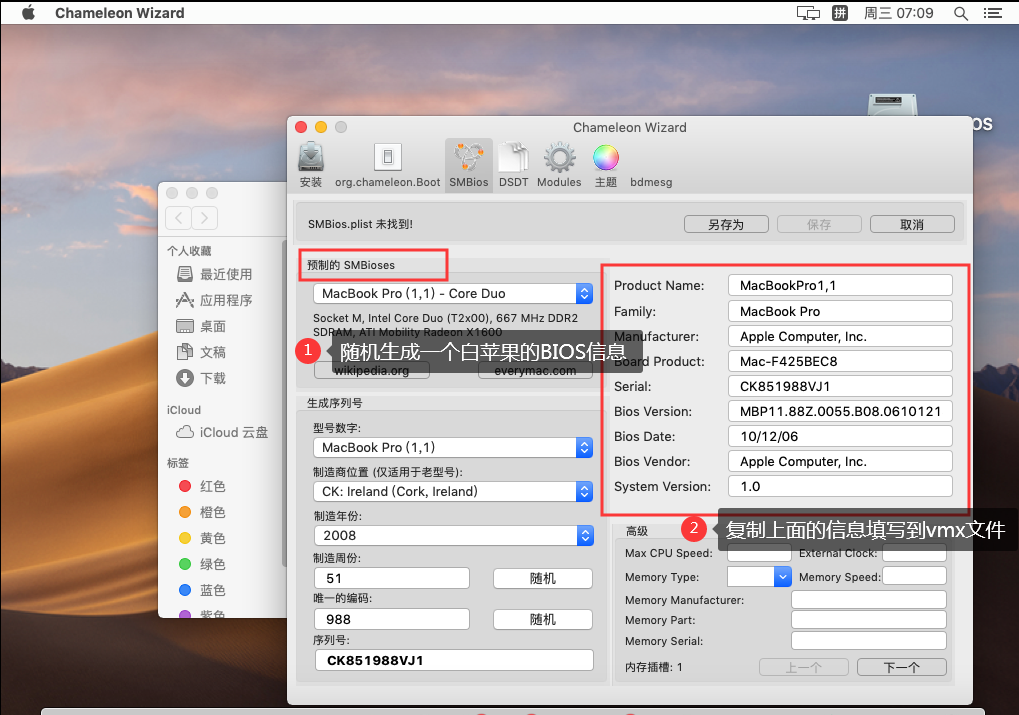 Chameleon Wizard
拼 周三 07:09
OS
Chameleon Wizard
安装 org.chameleon.Boot SMBios DSDT Modules 主题 bdmesg
SMBios.plist 未找到!
另存为 保存 取消
个人收藏
最近使用
应用程序
桌面
文稿
下载
iCloud
iCloud 云盘
标签
红色
橙色
黄色
绿色
蓝色
紫色
预制的 SMBioses
MacBook Pro (1,1) - Core Duo
Socket M, Intel Core Duo (T2x00), 667 MHz DDR2
SDRAM, ATI Mobility Radeon X1600
1 随机生成一个白苹果的BIOS信息
wikipedia.org everymac.com
生成序列号
型号数字:
MacBook Pro (1,1)
制造商位置 (仅适用于老型号):
CK: Ireland (Cork, Ireland)
制造年份:
2008
制造周份:
51 随机
唯一的编码:
988 随机
序列号:
CK851988VJ1
Product Name: MacBookPro1,1
Family: MacBook Pro
Manufacturer: Apple Computer, Inc.
Board Product: Mac-F425BEC8
Serial: CK851988VJ1
Bios Version: MBP11.88Z.0055.B08.0610121
Bios Date: 10/12/06
Bios Vendor: Apple Computer, Inc.
System Version: 1.0
2 复制上面的信息填写到vmx文件
高级
Max CPU Speed: External Clock:
Memory Type: Memory Speed:
Memory Manufacturer:
Memory Part:
Memory Serial:
内存插槽: 1 上一个 下一个